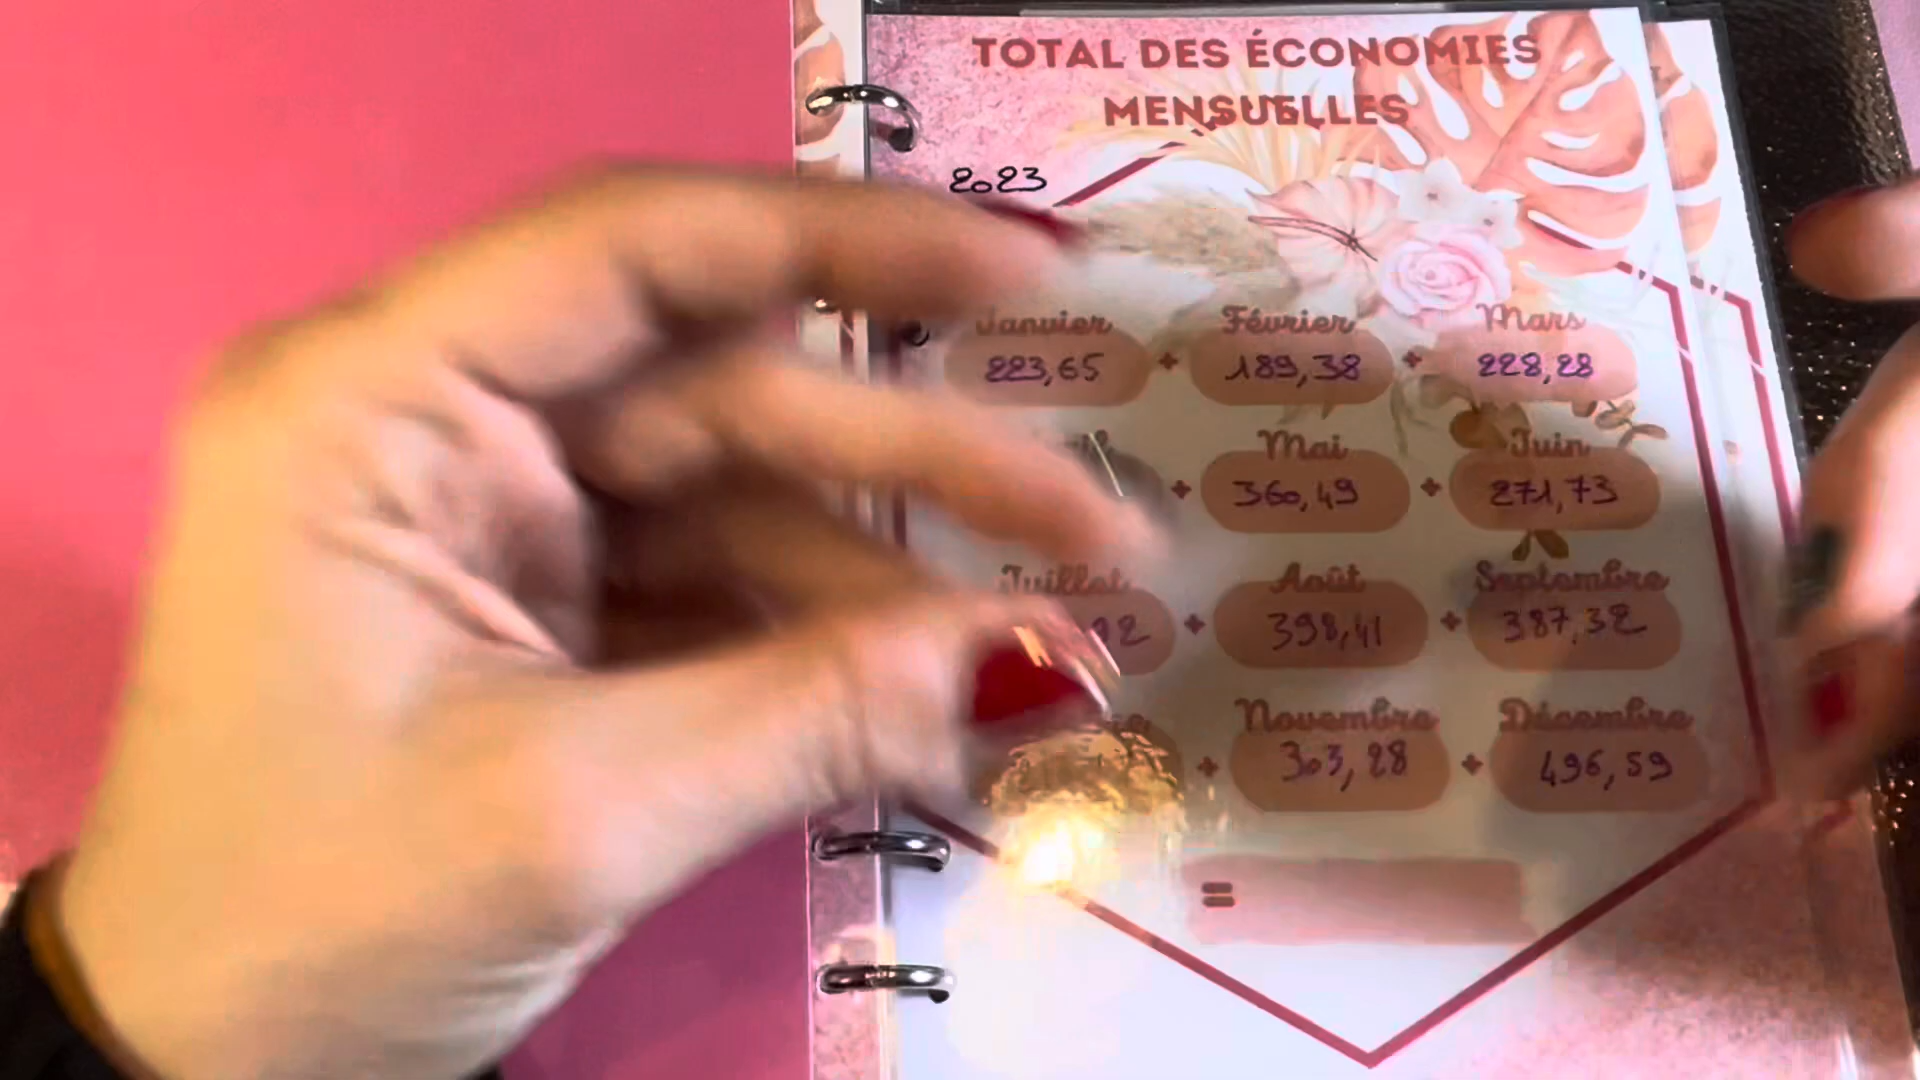 TOTAL DES ÉCONOMIES
MENSUELLES
2023
Janvier Février Mars
223,65 + 189,38 + 228,28
Mai Juin
+ 360,49 + 271,73
Juillet Août Septembre
+ 398,41 + 387,32
Novembre Décembre
+ 303,28 + 496,59
=